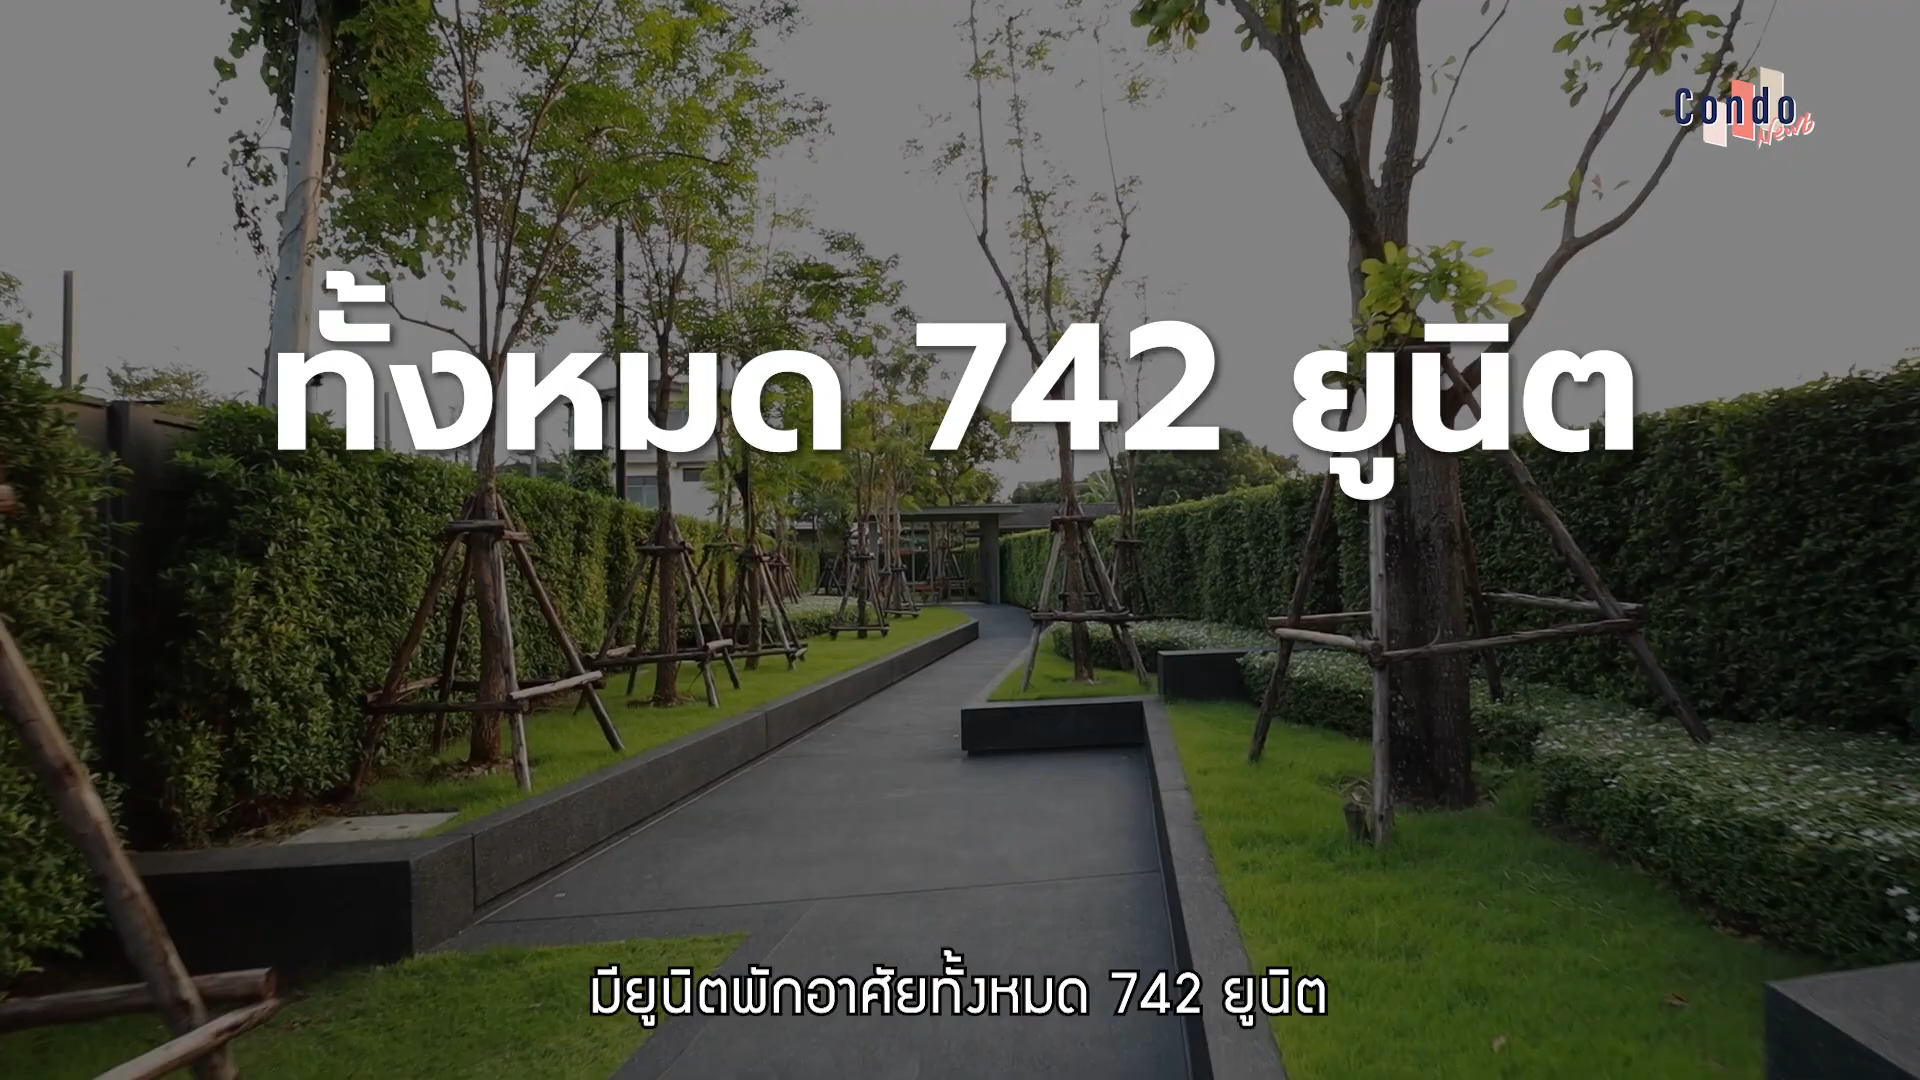 Condo
News
ทั้งหมด 742 ยูนิต
มียูนิตพักอาศัยทั้งหมด 742 ยูนิต